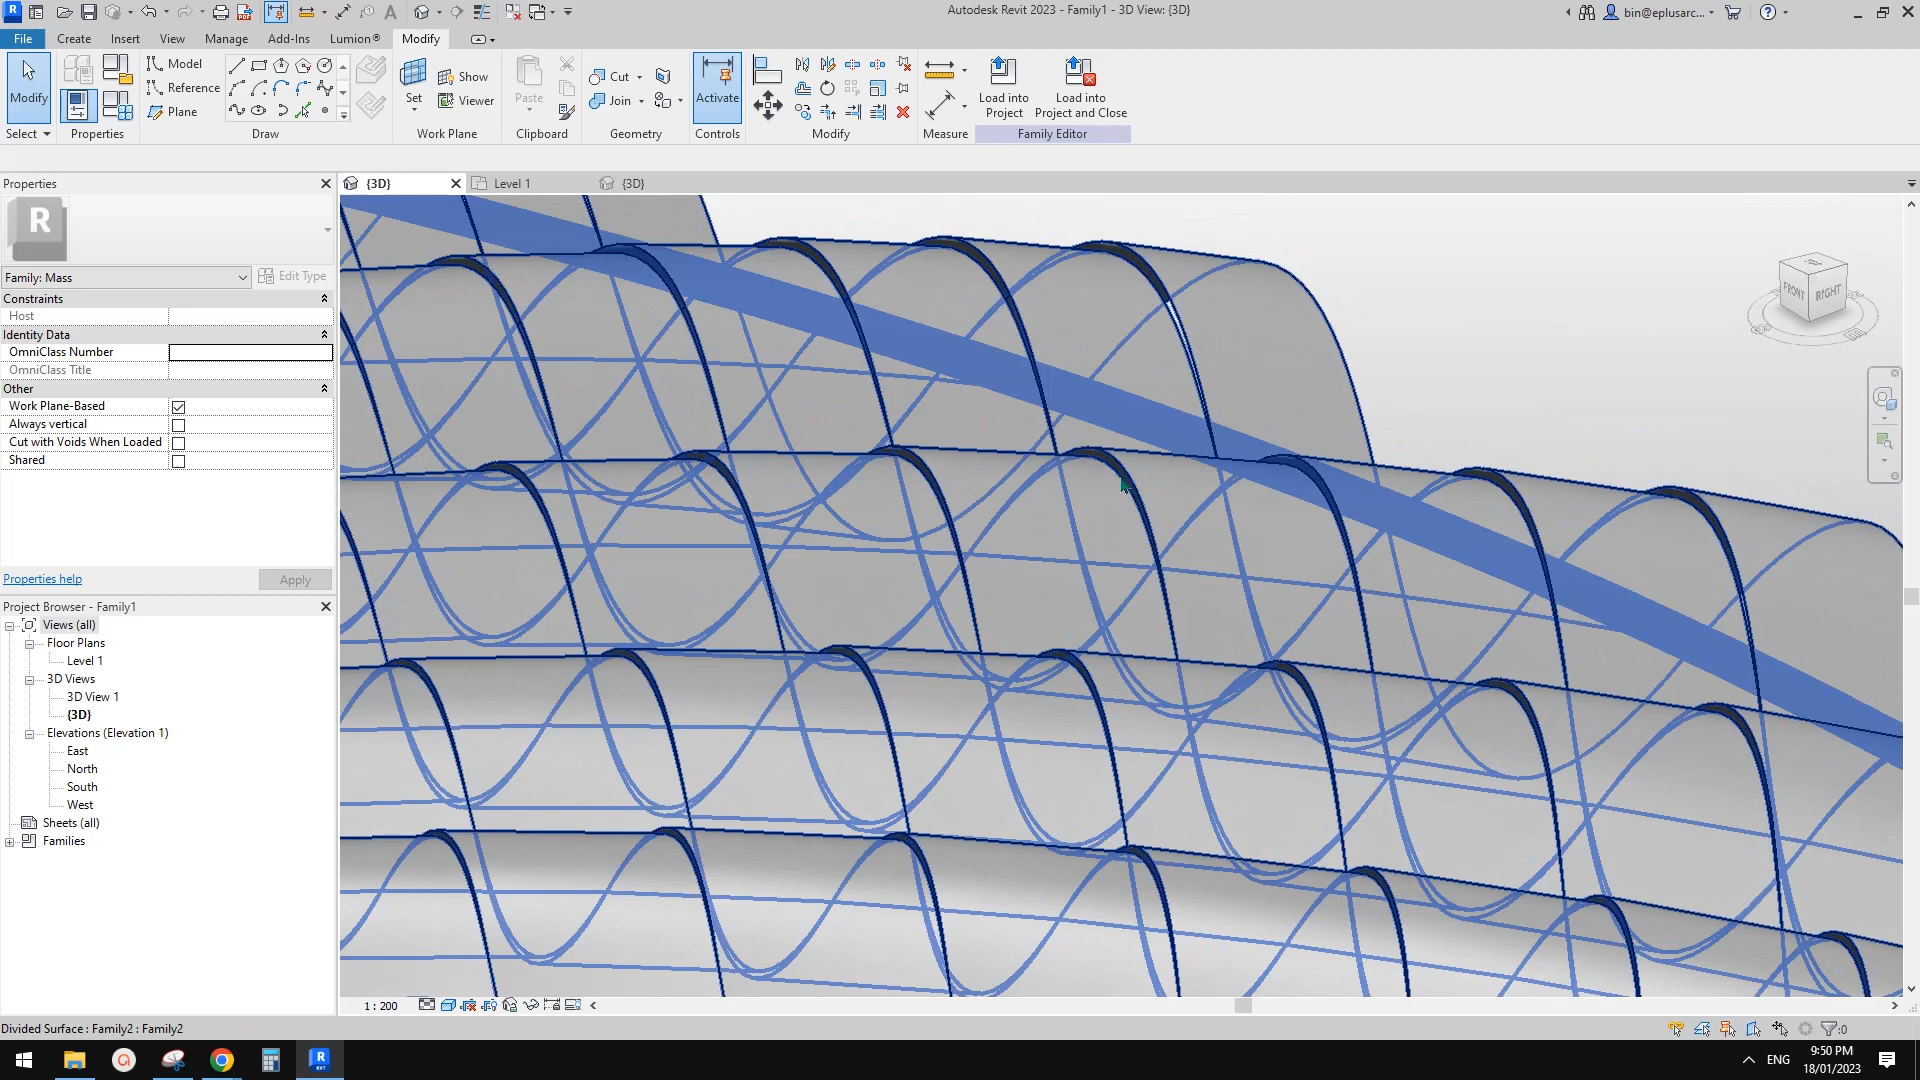 Autodesk Revit 2023 - Family1 - 3D View: {3D}
bin@eplusarc...
File Create Insert View Manage Add-Ins Lumion® Modify
Modify
Select
Properties
Model
Reference
Plane
Draw
Set
Show
Viewer
Work Plane
Paste
Clipboard
Cut
Join
Geometry
Activate
Controls
Modify
Measure
Load into Project
Load into Project and Close
Family Editor
Properties
{3D}
Level 1
{3D}
R
Family: Mass
Edit Type
Constraints
Host
Identity Data
OmniClass Number
OmniClass Title
Other
Work Plane-Based
Always vertical
Cut with Voids When Loaded
Shared
Properties help
Apply
FRONT
RIGHT
Project Browser - Family1
Views (all)
Floor Plans
Level 1
3D Views
3D View 1
{3D}
Elevations (Elevation 1)
East
North
South
West
Sheets (all)
Families
1 : 200
Divided Surface : Family2 : Family2
:0
ENG
9:50 PM
18/01/2023